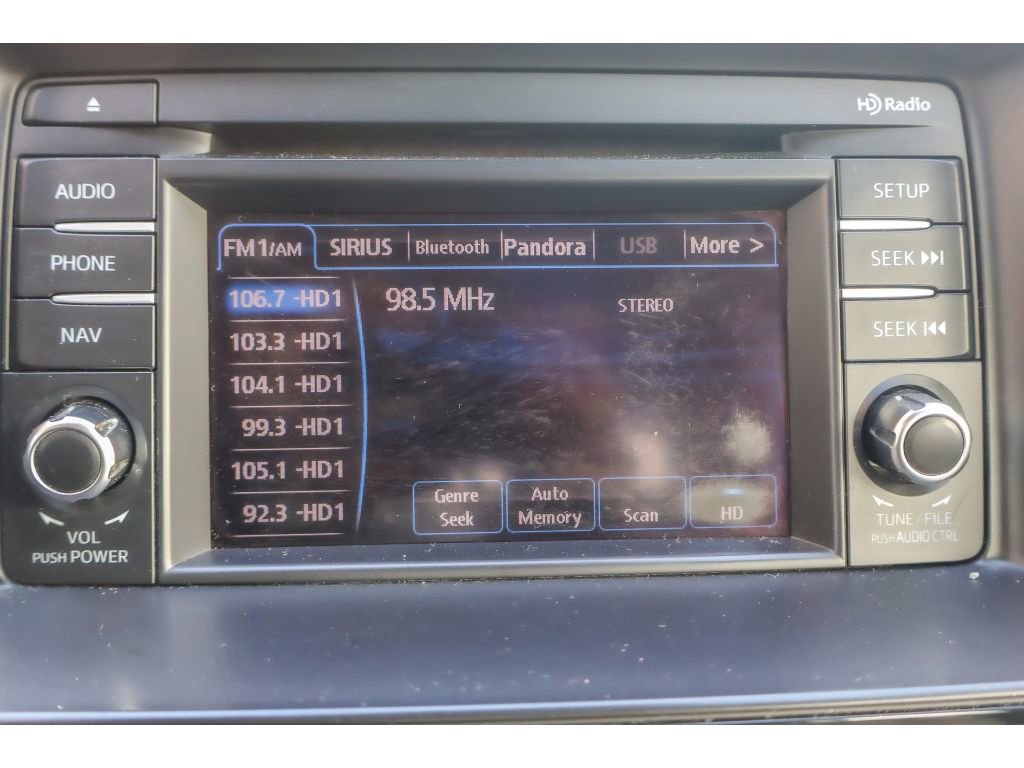 HD Radio
AUDIO
PHONE
NAV
VOL
PUSH POWER
FM1/AM SIRIUS Bluetooth Pandora USB More >
106.7 -HD1
103.3 -HD1
104.1 -HD1
99.3 -HD1
105.1 -HD1
92.3 -HD1
98.5 MHz STEREO
Genre
Seek
Auto
Memory
Scan
HD
SETUP
SEEK
SEEK
TUNE/FILE
PUSH AUDIO CTRL